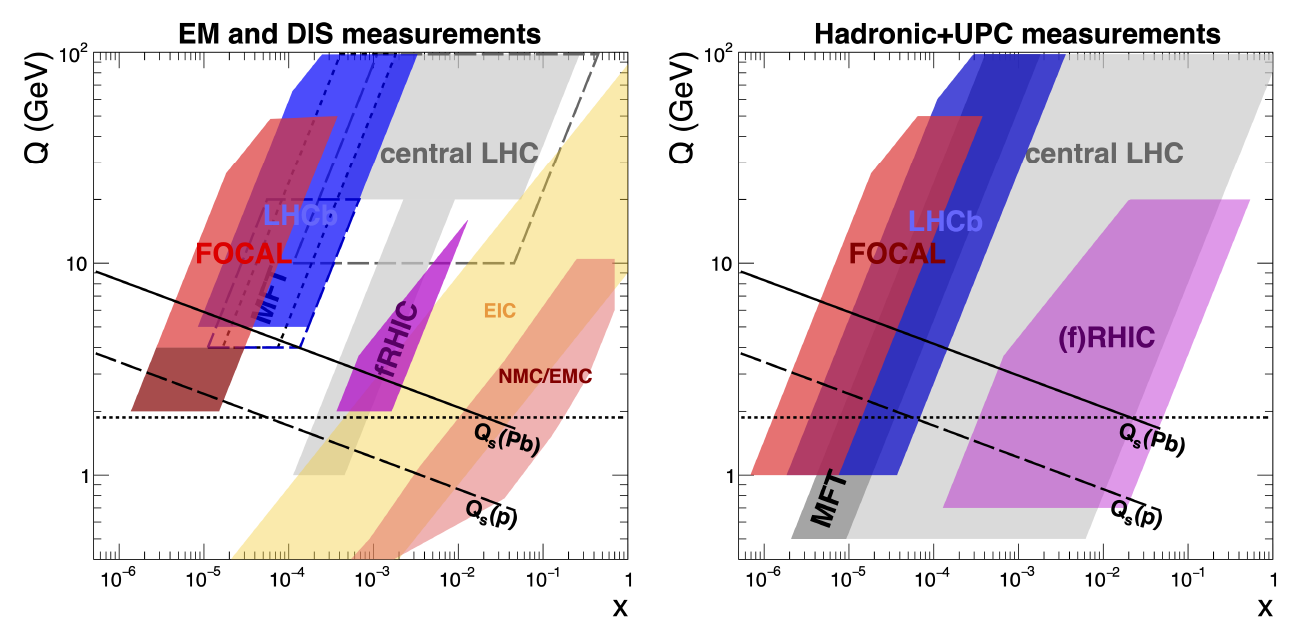 EM and DIS measurements
Q (GeV)
10²
10
1
central LHC
LHCb
FOCAL
MFT
fRHIC
EIC
NMC/EMC
Qₛ(Pb)
Qₛ(p)
10⁻⁶ 10⁻⁵ 10⁻⁴ 10⁻³ 10⁻² 10⁻¹ 1
x
Hadronic+UPC measurements
Q (GeV)
10²
10
1
central LHC
LHCb
FOCAL
(f)RHIC
MFT
Qₛ(Pb)
Qₛ(p)
10⁻⁶ 10⁻⁵ 10⁻⁴ 10⁻³ 10⁻² 10⁻¹ 1
x